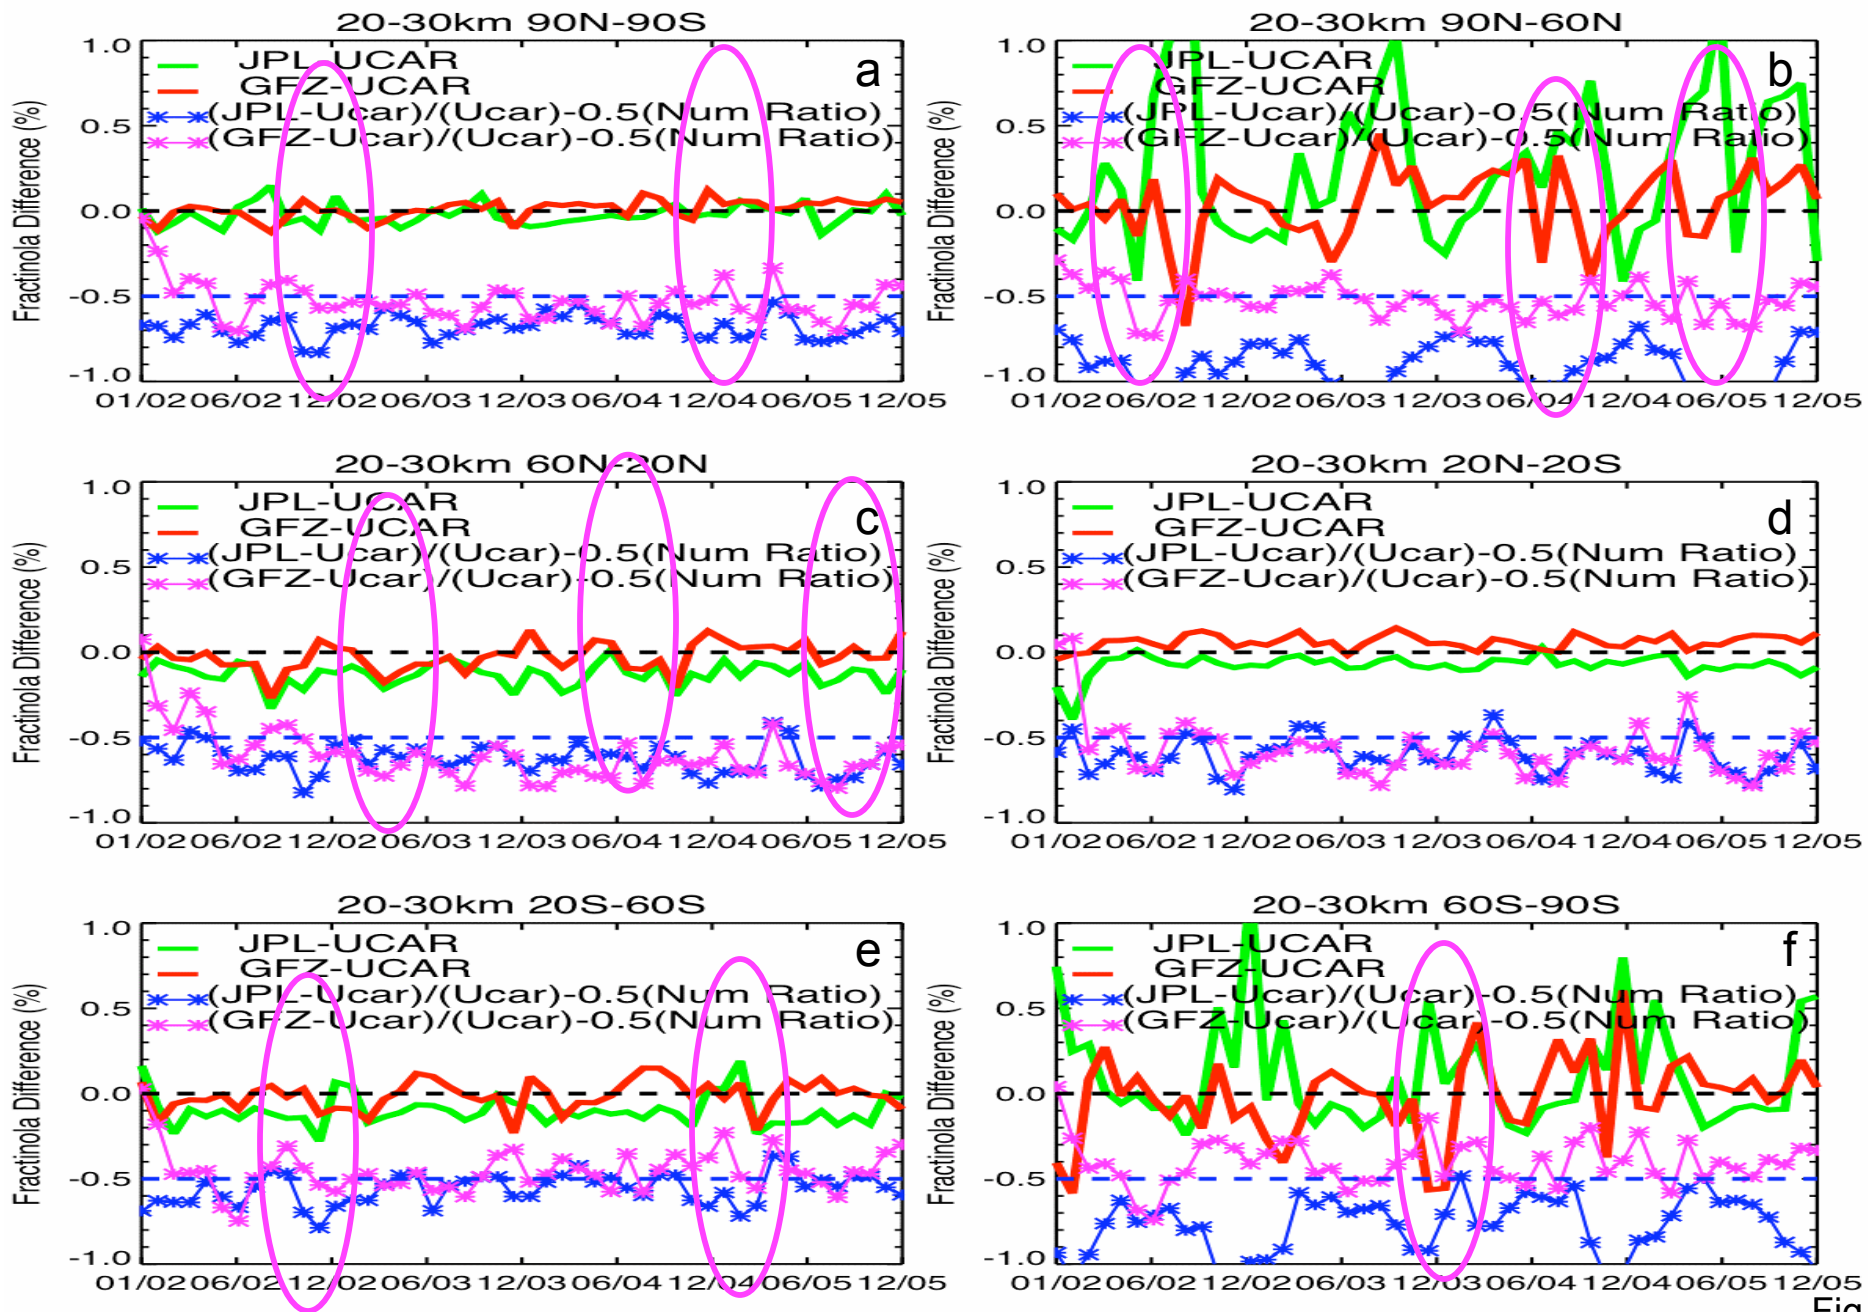 20-30km 90N-90S
1.0
0.5
0.0
-0.5
-1.0
Fractinola Difference (%)
JPL-UCAR
GFZ-UCAR
(JPL-Ucar)/(Ucar)-0.5(Num Ratio)
(GFZ-Ucar)/(Ucar)-0.5(Num Ratio)
a
01/02 06/02 12/02 06/03 12/03 06/04 12/04 06/05 12/05
20-30km 90N-60N
1.0
0.5
0.0
-0.5
-1.0
Fractinola Difference (%)
JPL-UCAR
GFZ-UCAR
(JPL-Ucar)/(Ucar)-0.5(Num Ratio)
(GFZ-Ucar)/(Ucar)-0.5(Num Ratio)
b
01/02 06/02 12/02 06/03 12/03 06/04 12/04 06/05 12/05
20-30km 60N-20N
1.0
0.5
0.0
-0.5
-1.0
Fractinola Difference (%)
JPL-UCAR
GFZ-UCAR
(JPL-Ucar)/(Ucar)-0.5(Num Ratio)
(GFZ-Ucar)/(Ucar)-0.5(Num Ratio)
c
01/02 06/02 12/02 06/03 12/03 06/04 12/04 06/05 12/05
20-30km 20N-20S
1.0
0.5
0.0
-0.5
-1.0
Fractinola Difference (%)
JPL-UCAR
GFZ-UCAR
(JPL-Ucar)/(Ucar)-0.5(Num Ratio)
(GFZ-Ucar)/(Ucar)-0.5(Num Ratio)
d
01/02 06/02 12/02 06/03 12/03 06/04 12/04 06/05 12/05
20-30km 20S-60S
1.0
0.5
0.0
-0.5
-1.0
Fractinola Difference (%)
JPL-UCAR
GFZ-UCAR
(JPL-Ucar)/(Ucar)-0.5(Num Ratio)
(GFZ-Ucar)/(Ucar)-0.5(Num Ratio)
e
01/02 06/02 12/02 06/03 12/03 06/04 12/04 06/05 12/05
20-30km 60S-90S
1.0
0.5
0.0
-0.5
-1.0
Fractinola Difference (%)
JPL-UCAR
GFZ-UCAR
(JPL-Ucar)/(Ucar)-0.5(Num Ratio)
(GFZ-Ucar)/(Ucar)-0.5(Num Ratio)
f
01/02 06/02 12/02 06/03 12/03 06/04 12/04 06/05 12/05